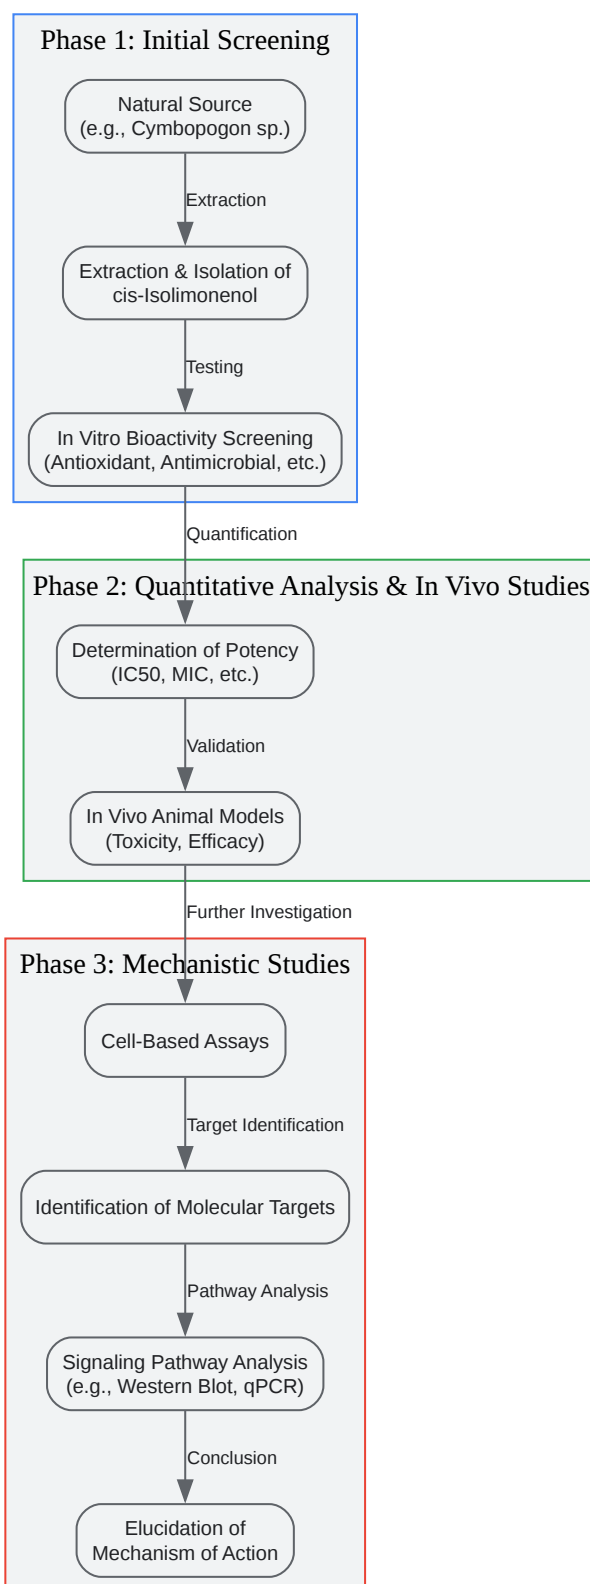 Phase 1: Initial Screening
Natural Source
(e.g., Cymbopogon sp.)
Extraction
Extraction & Isolation of
cis-Isolimonenol
Testing
In Vitro Bioactivity Screening
(Antioxidant, Antimicrobial, etc.)
Quantification
Phase 2: Quantitative Analysis & In Vivo Studies
Determination of Potency
(IC50, MIC, etc.)
Validation
In Vivo Animal Models
(Toxicity, Efficacy)
Further Investigation
Phase 3: Mechanistic Studies
Cell-Based Assays
Target Identification
Identification of Molecular Targets
Pathway Analysis
Signaling Pathway Analysis
(e.g., Western Blot, qPCR)
Conclusion
Elucidation of
Mechanism of Action